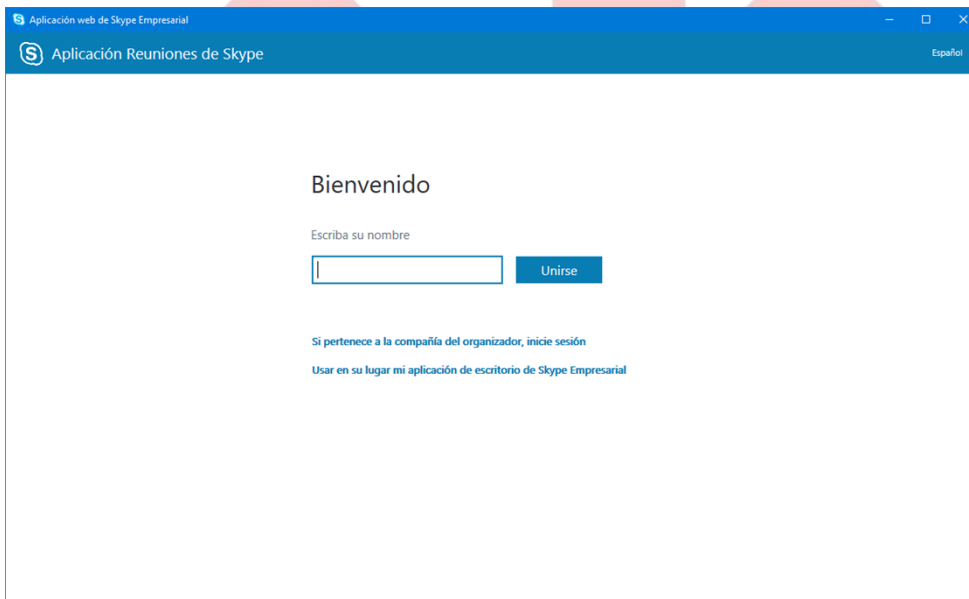 Aplicación web de Skype Empresarial
Aplicación Reuniones de Skype
Español
Bienvenido
Escriba su nombre
Unirse
Si pertenece a la compañía del organizador, inicie sesión
Usar en su lugar mi aplicación de escritorio de Skype Empresarial